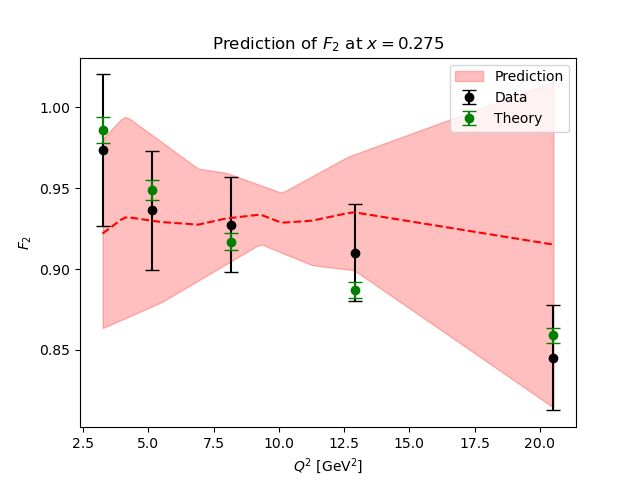 Prediction of F₂ at x = 0.275
Prediction
Data
Theory
1.00
0.95
0.90
0.85
F₂
2.5 5.0 7.5 10.0 12.5 15.0 17.5 20.0
Q² [GeV²]